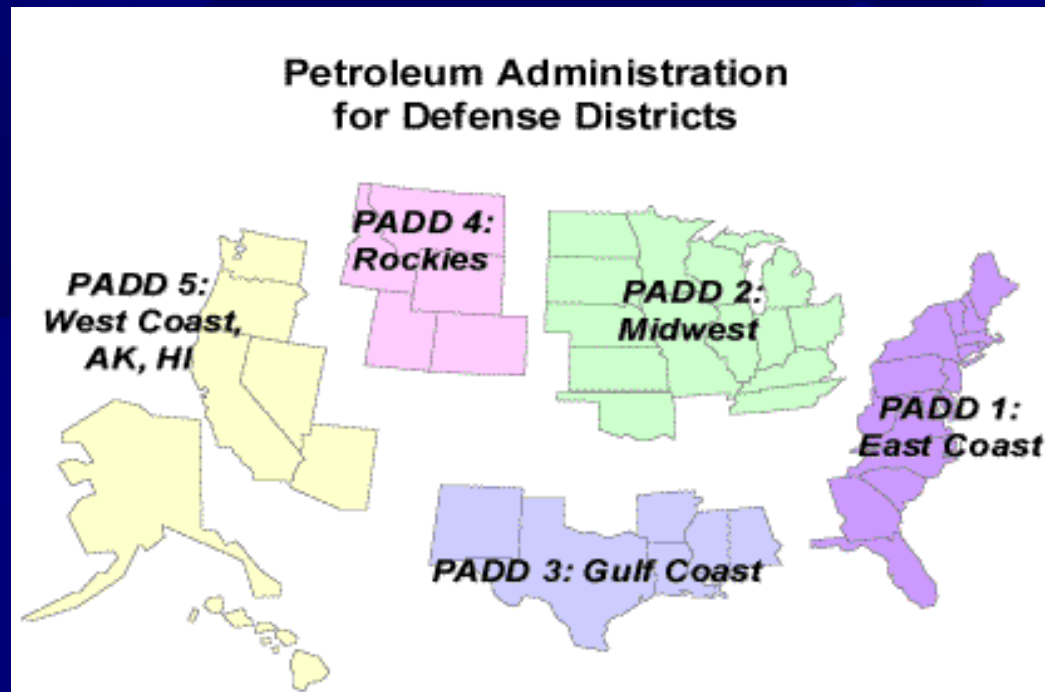 Petroleum Administration
for Defense Districts
PADD 4:
Rockies
PADD 5:
West Coast,
AK, HI
PADD 2:
Midwest
PADD 1:
East Coast
PADD 3: Gulf Coast